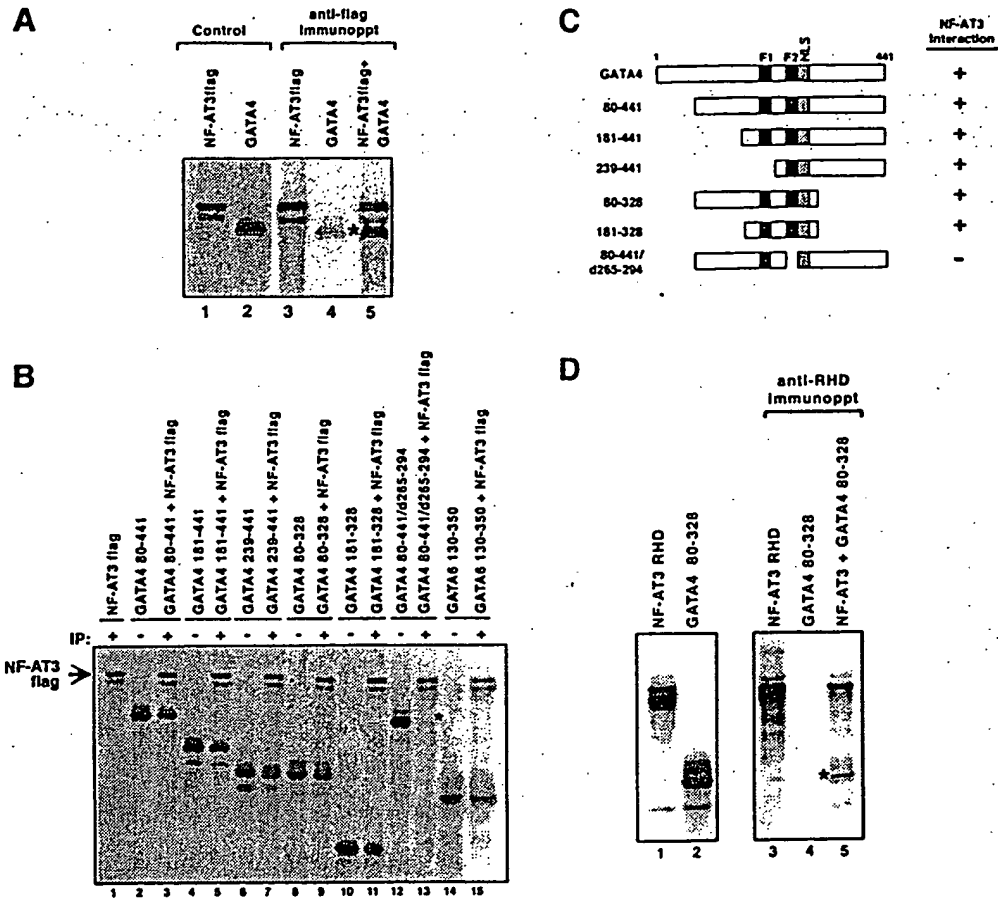 A
anti-flag
Immunoppt
Control
NF-AT3flag
GATA4
NF-AT3flag
GATA4
NF-AT3flag+
GATA4
*
1 2 3 4 5
B
NF-AT3 flag
GATA4 80-41
GATA4 80-41 + NF-AT3 flag
GATA4 181-441
GATA4 181-441 + NF-AT3 flag
GATA4 239-441
GATA4 239-441 + NF-AT3 flag
GATA4 80-328
GATA4 80-328 + NF-AT3 flag
GATA4 181-328
GATA4 181-328 + NF-AT3 flag
GATA4 80-441/d265-294
GATA4 80-441/d265-294 + NF-AT3 flag
GATA6 130-350
GATA6 130-350 + NF-AT3 flag
IP: + - + - + - + - + - + - + - +
NF-AT3
flag
*
1 2 3 4 5 6 7 8 9 10 11 12 13 14 15
C
NF-AT3
Interaction
1 F1 F2 NLS 441
GATA4 +
80-441 +
181-441 +
239-441 +
80-328 +
181-328 +
80-441/
d265-294 -
D
anti-RHD
Immunoppt
NF-AT3 RHD
GATA4 80-328
NF-AT3 RHD
GATA4 80-328
NF-AT3 + GATA4 80-328
*
1 2 3 4 5